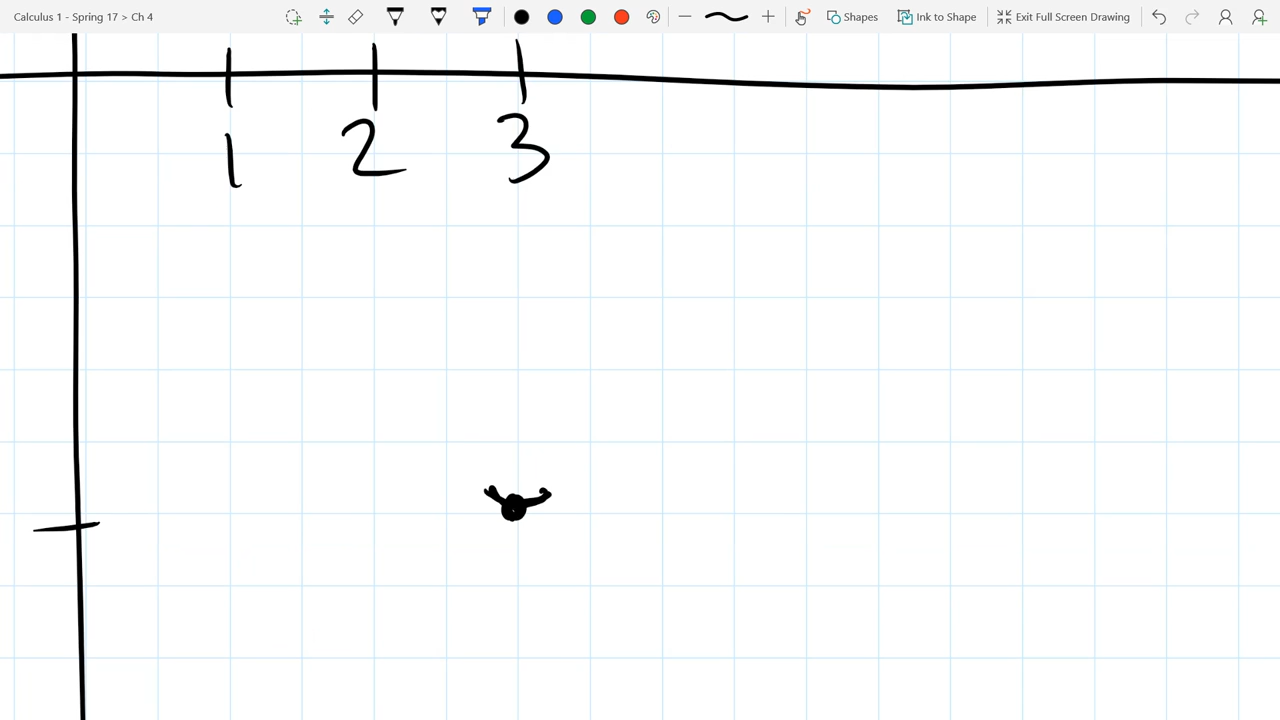 Calculus 1 - Spring 17 > Ch 4
Shapes
Ink to Shape
Exit Full Screen Drawing
1 2 3